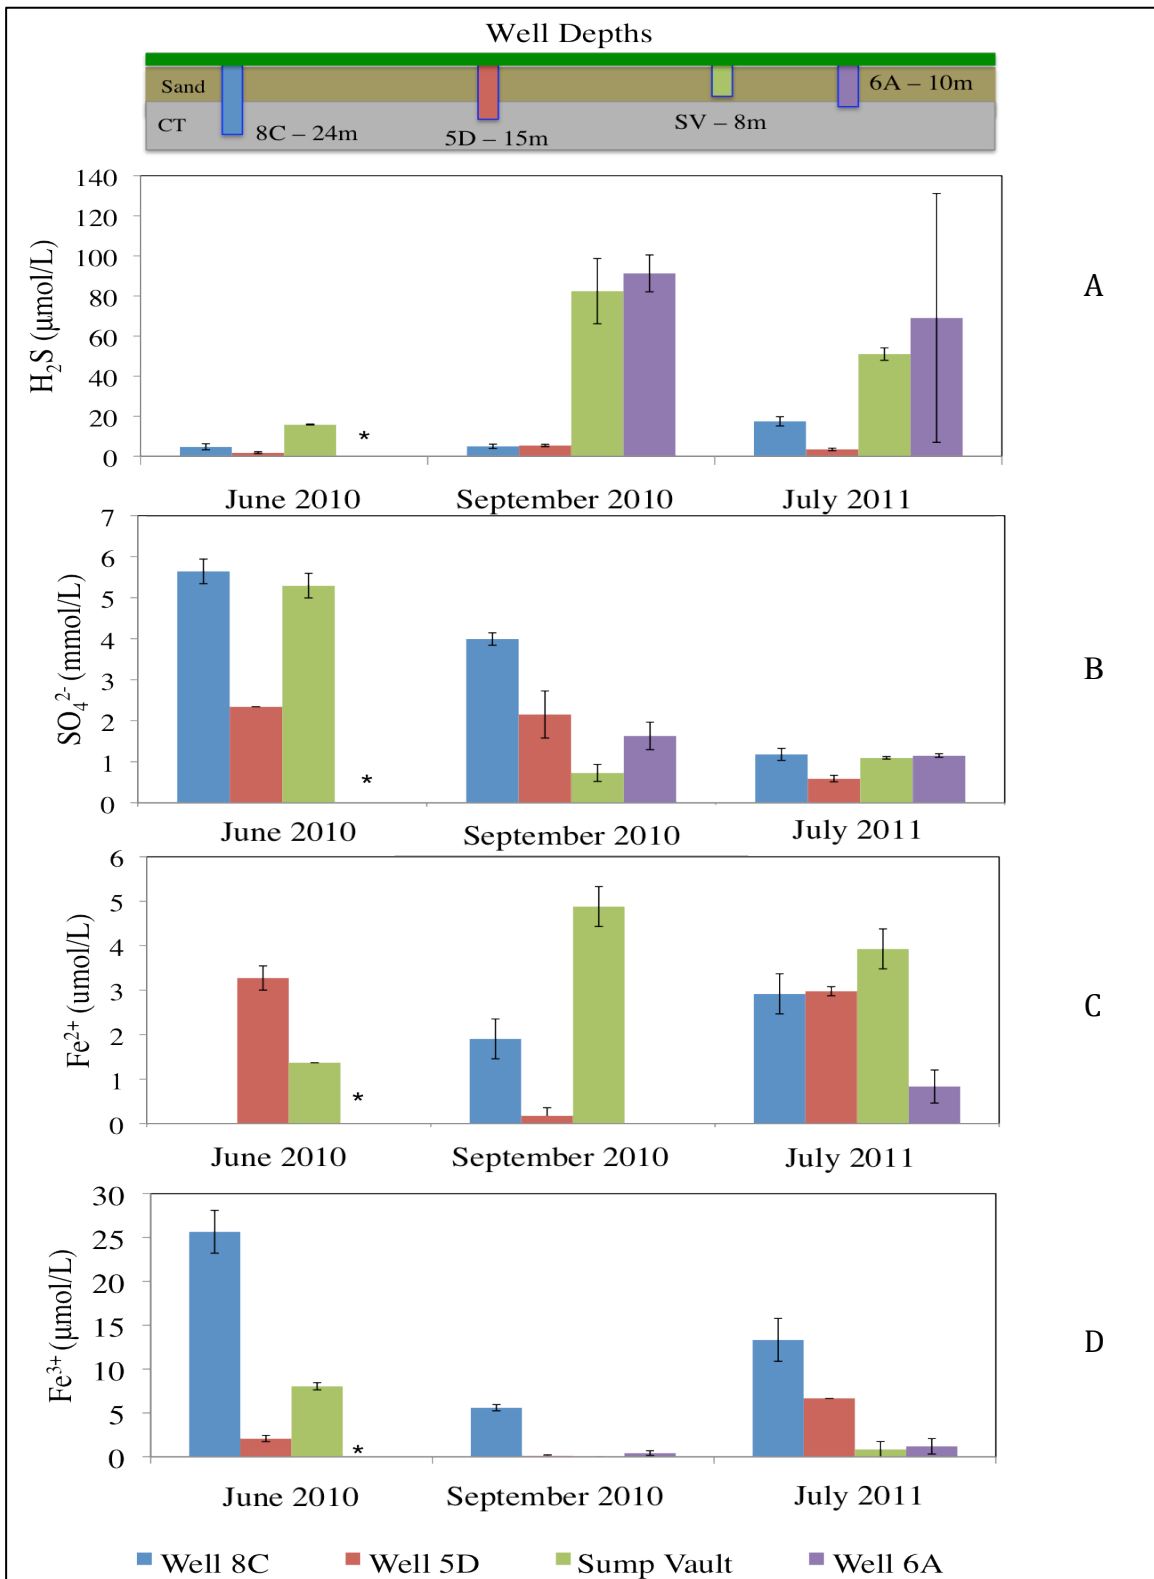 Well Depths
Sand
CT
8C – 24m
5D – 15m
SV – 8m
6A – 10m
A
H₂S (μmol/L)
140
120
100
80
60
40
20
0
*
June 2010
September 2010
July 2011
B
SO₄²⁻ (mmol/L)
7
6
5
4
3
2
1
0
*
June 2010
September 2010
July 2011
C
Fe²⁺ (umol/L)
6
5
4
3
2
1
0
*
June 2010
September 2010
July 2011
D
Fe³⁺ (μmol/L)
30
25
20
15
10
5
0
*
June 2010
September 2010
July 2011
Well 8C
Well 5D
Sump Vault
Well 6A